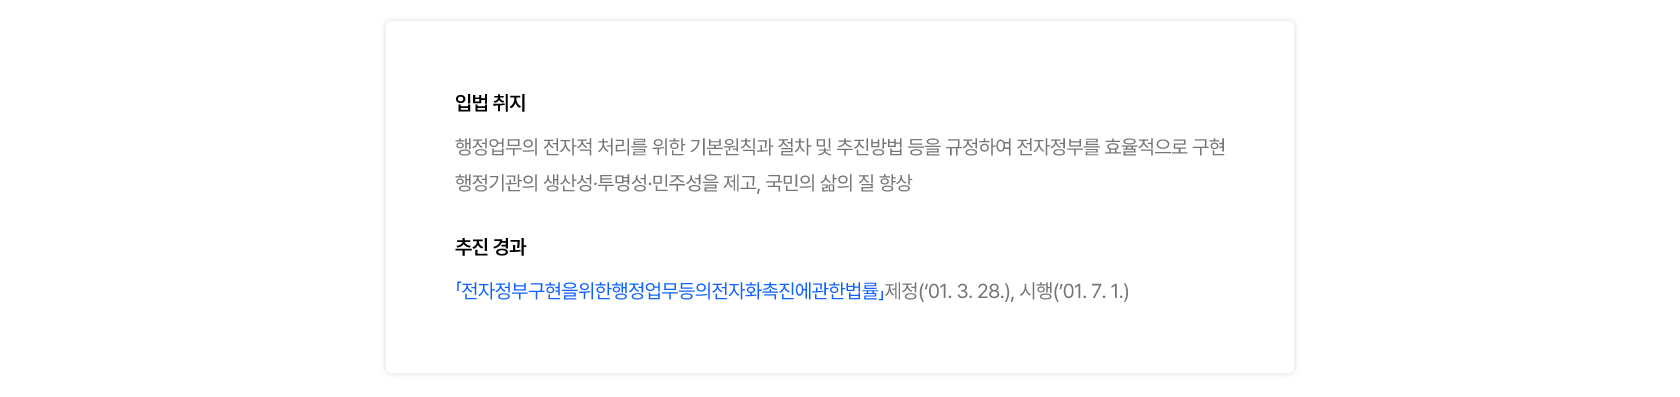 입법 취지
행정업무의 전자적 처리를 위한 기본원칙과 절차 및 추진방법 등을 규정하여 전자정부를 효율적으로 구현
행정기관의 생산성·투명성·민주성을 제고, 국민의 삶의 질 향상
추진 경과
「전자정부구현을위한행정업무등의전자화촉진에관한법률」제정(‘01. 3. 28.), 시행(’01. 7. 1.)